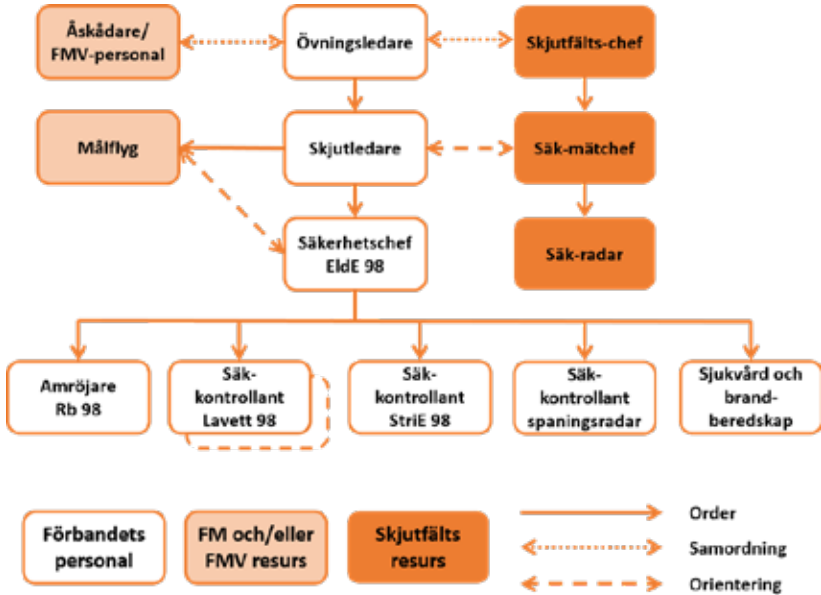 Åskådare/
FMV-personal
Övningsledare
Skjutfälts-chef
Målflyg
Skjutledare
Säk-mätchef
Säkerhetschef
EldE 98
Säk-radar
Amröjare
Rb 98
Säk-
kontrollant
Lavett 98
Säk-
kontrollant
StriE 98
Säk-
kontrollant
spaningsradar
Sjukvård och
brand-
beredskap
Förbandets
personal
FM och/eller
FMV resurs
Skjutfälts
resurs
Order
Samordning
Orientering